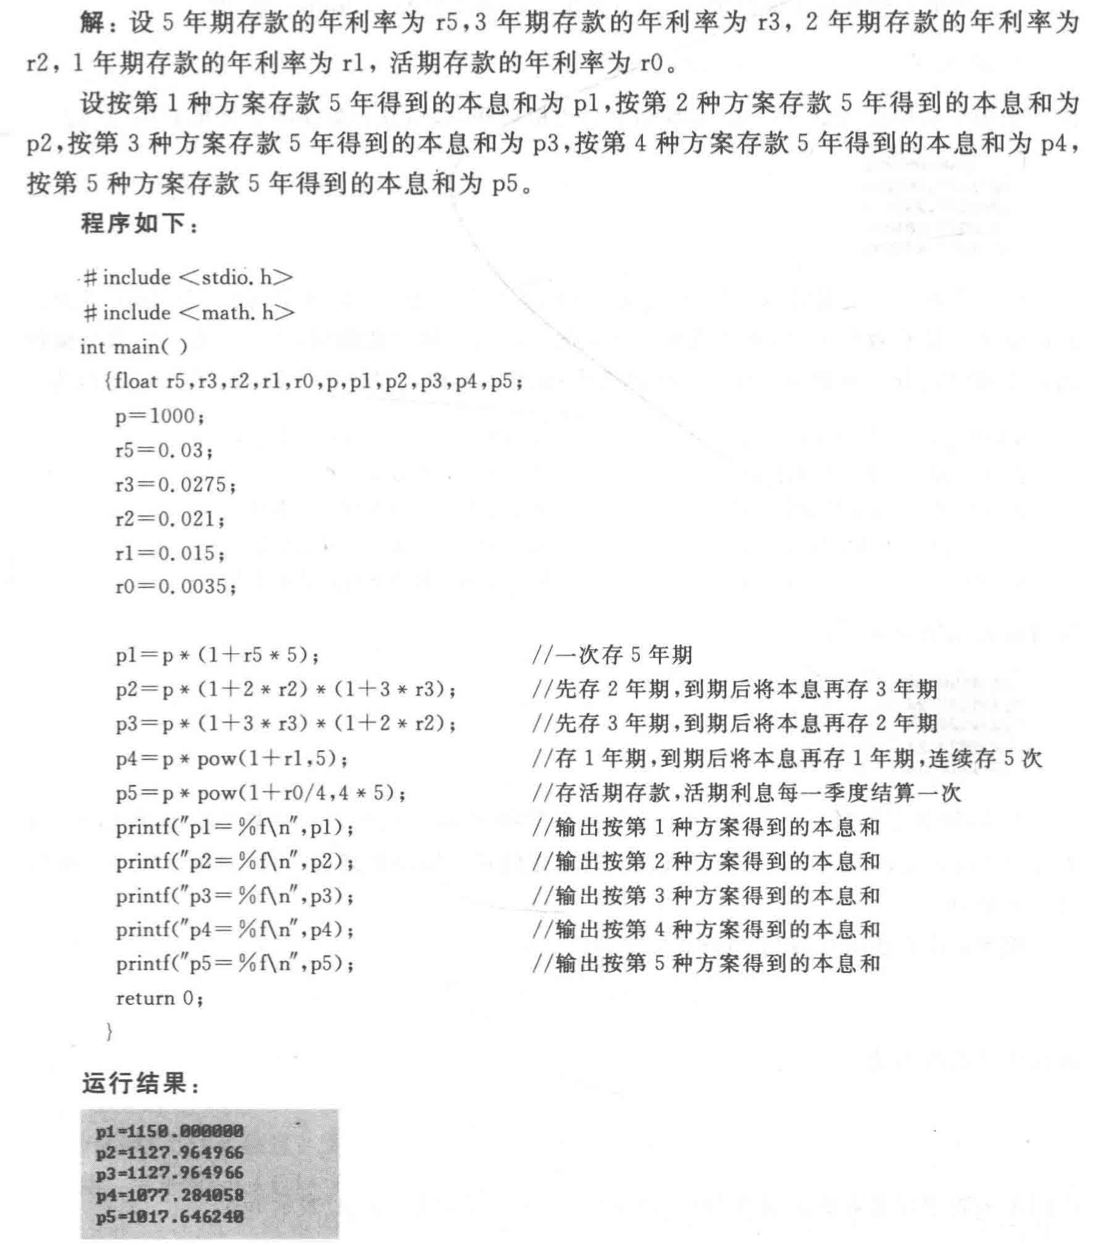 解：设 5 年期存款的年利率为 r5,3 年期存款的年利率为 r3，2 年期存款的年利率为
r2，1 年期存款的年利率为 r1，活期存款的年利率为 r0。
设按第 1 种方案存款 5 年得到的本息和为 p1,按第 2 种方案存款 5 年得到的本息和为
p2,按第 3 种方案存款 5 年得到的本息和为 p3,按第 4 种方案存款 5 年得到的本息和为 p4,
按第 5 种方案存款 5 年得到的本息和为 p5。
程序如下：
#include <stdio.h>
#include <math.h>
int main( )
{float r5,r3,r2,r1,r0,p,p1,p2,p3,p4,p5;
p=1000;
r5=0.03;
r3=0.0275;
r2=0.021;
r1=0.015;
r0=0.0035;
p1=p * (1+r5 * 5); //一次存 5 年期
p2=p * (1+2 * r2) * (1+3 * r3); //先存 2 年期,到期后将本息再存 3 年期
p3=p * (1+3 * r3) * (1+2 * r2); //先存 3 年期,到期后将本息再存 2 年期
p4=p * pow(1+r1,5); //存 1 年期,到期后将本息再存 1 年期,连续存 5 次
p5=p * pow(1+r0/4,4 * 5); //存活期存款,活期利息每一季度结算一次
printf("p1=%f\n",p1); //输出按第 1 种方案得到的本息和
printf("p2=%f\n",p2); //输出按第 2 种方案得到的本息和
printf("p3=%f\n",p3); //输出按第 3 种方案得到的本息和
printf("p4=%f\n",p4); //输出按第 4 种方案得到的本息和
printf("p5=%f\n",p5); //输出按第 5 种方案得到的本息和
return 0;
}
运行结果：
p1=1150.000000
p2=1127.964966
p3=1127.964966
p4=1077.284058
p5=1017.646240